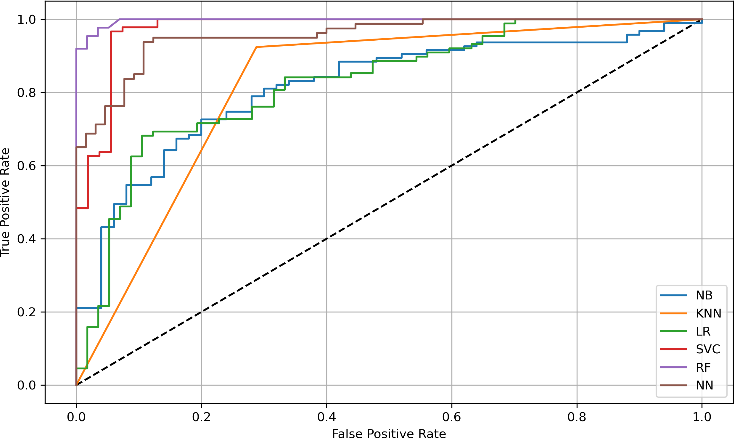 1.0
0.8
0.6
0.4
0.2
0.0
True Positive Rate
0.0 0.2 0.4 0.6 0.8 1.0
False Positive Rate
NB
KNN
LR
SVC
RF
NN